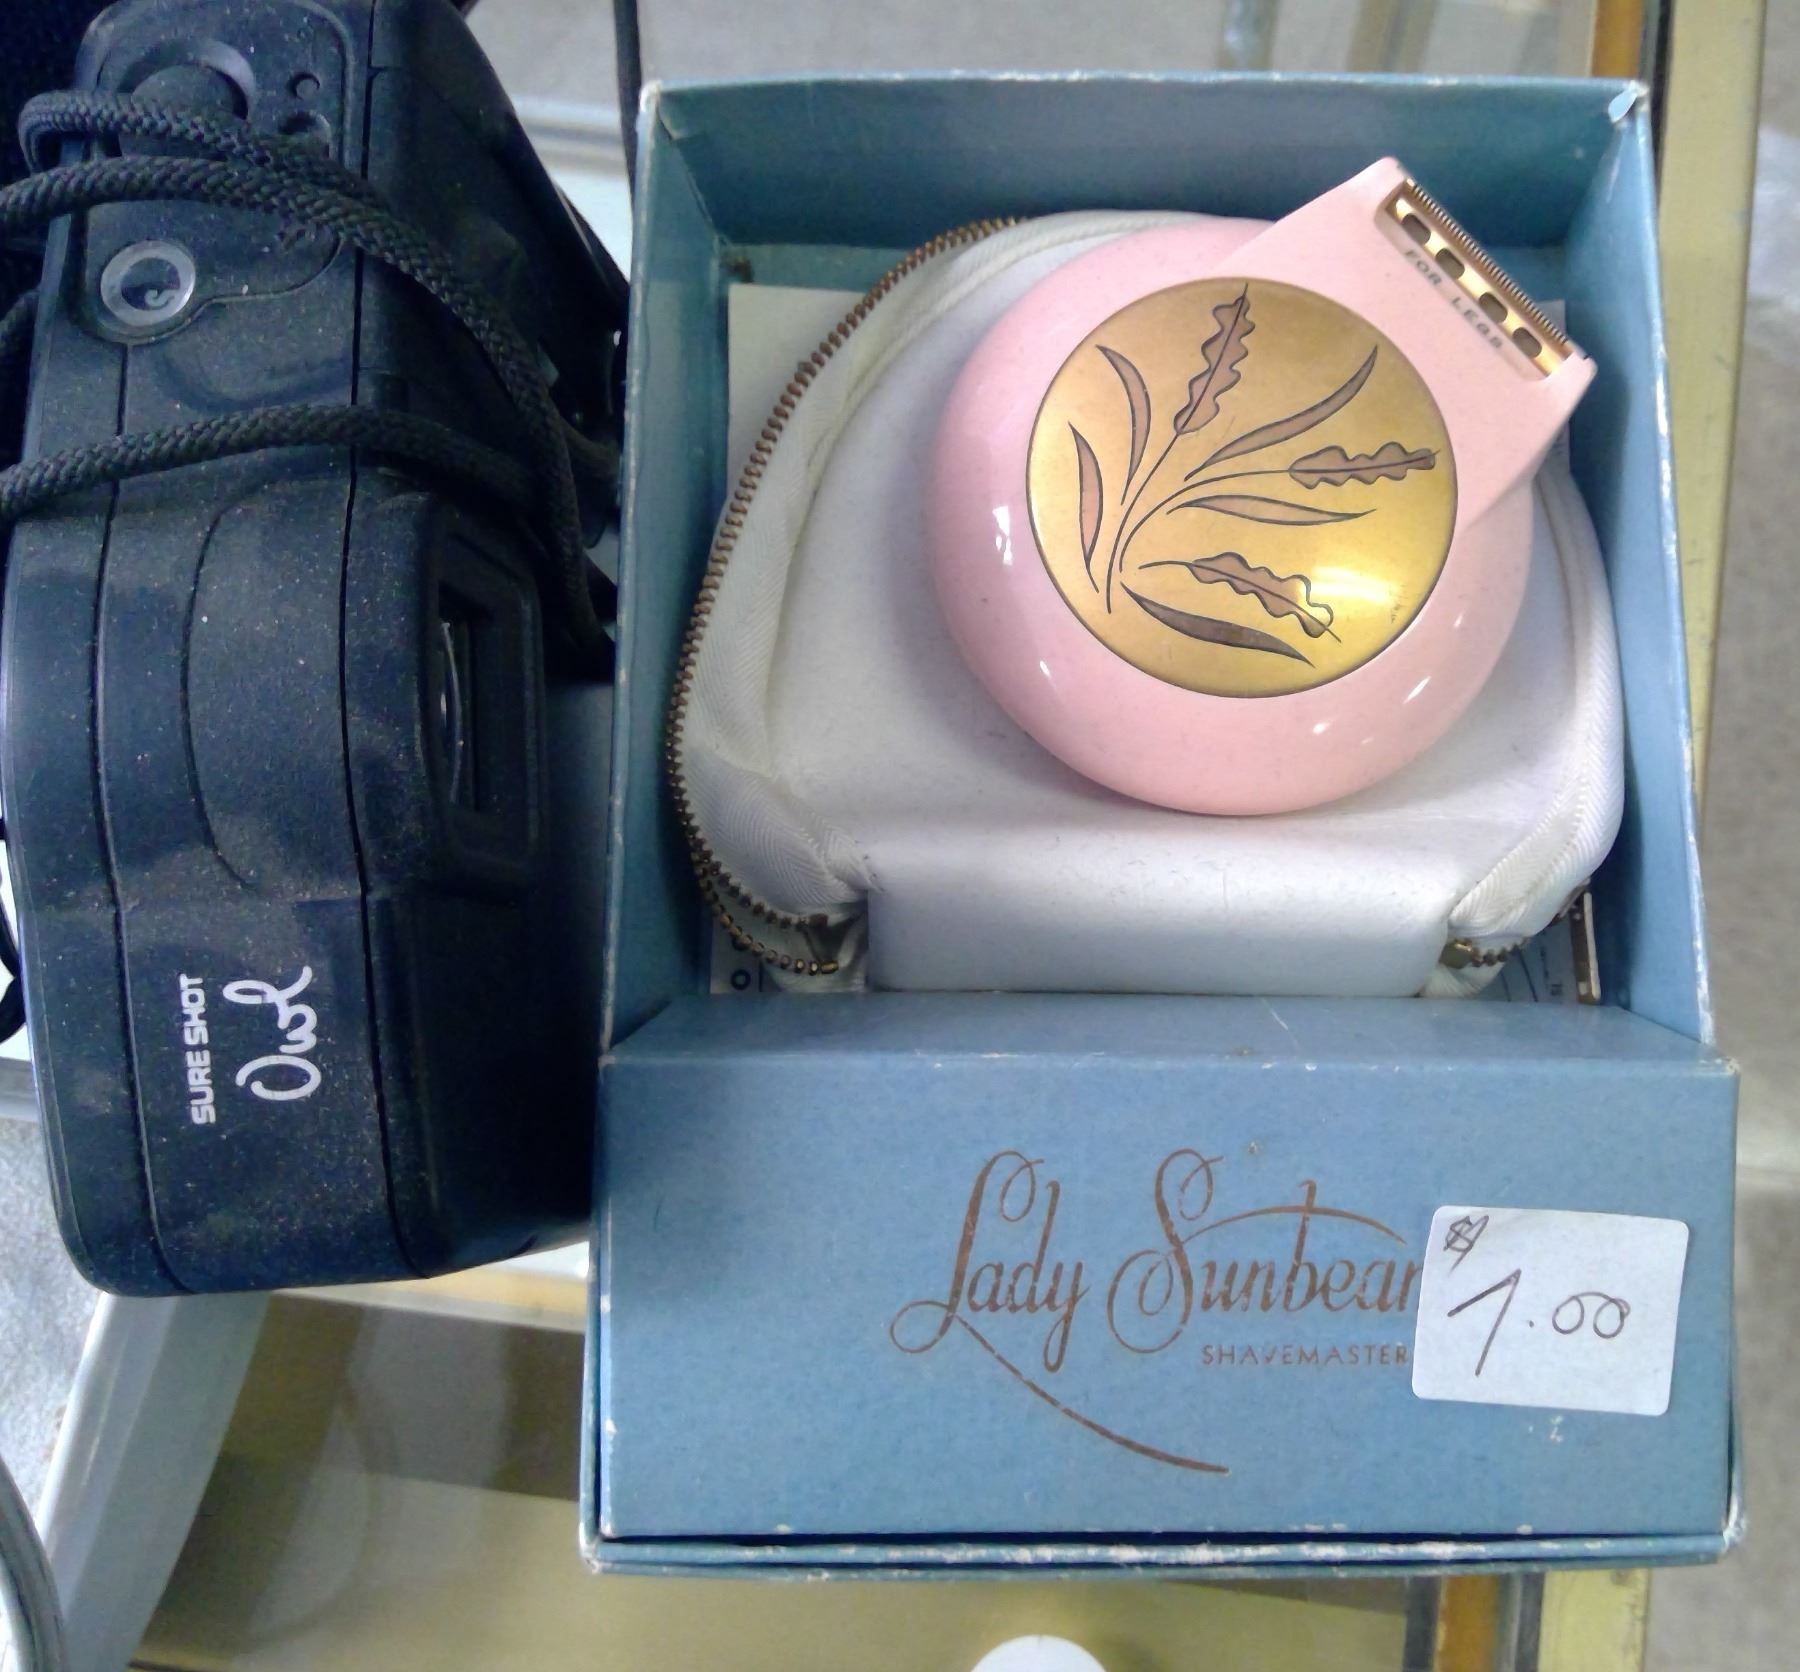 SURE SHOT
Owl
FOR LEGS
Lady Sunbeam
SHAVEMASTER
$1.00